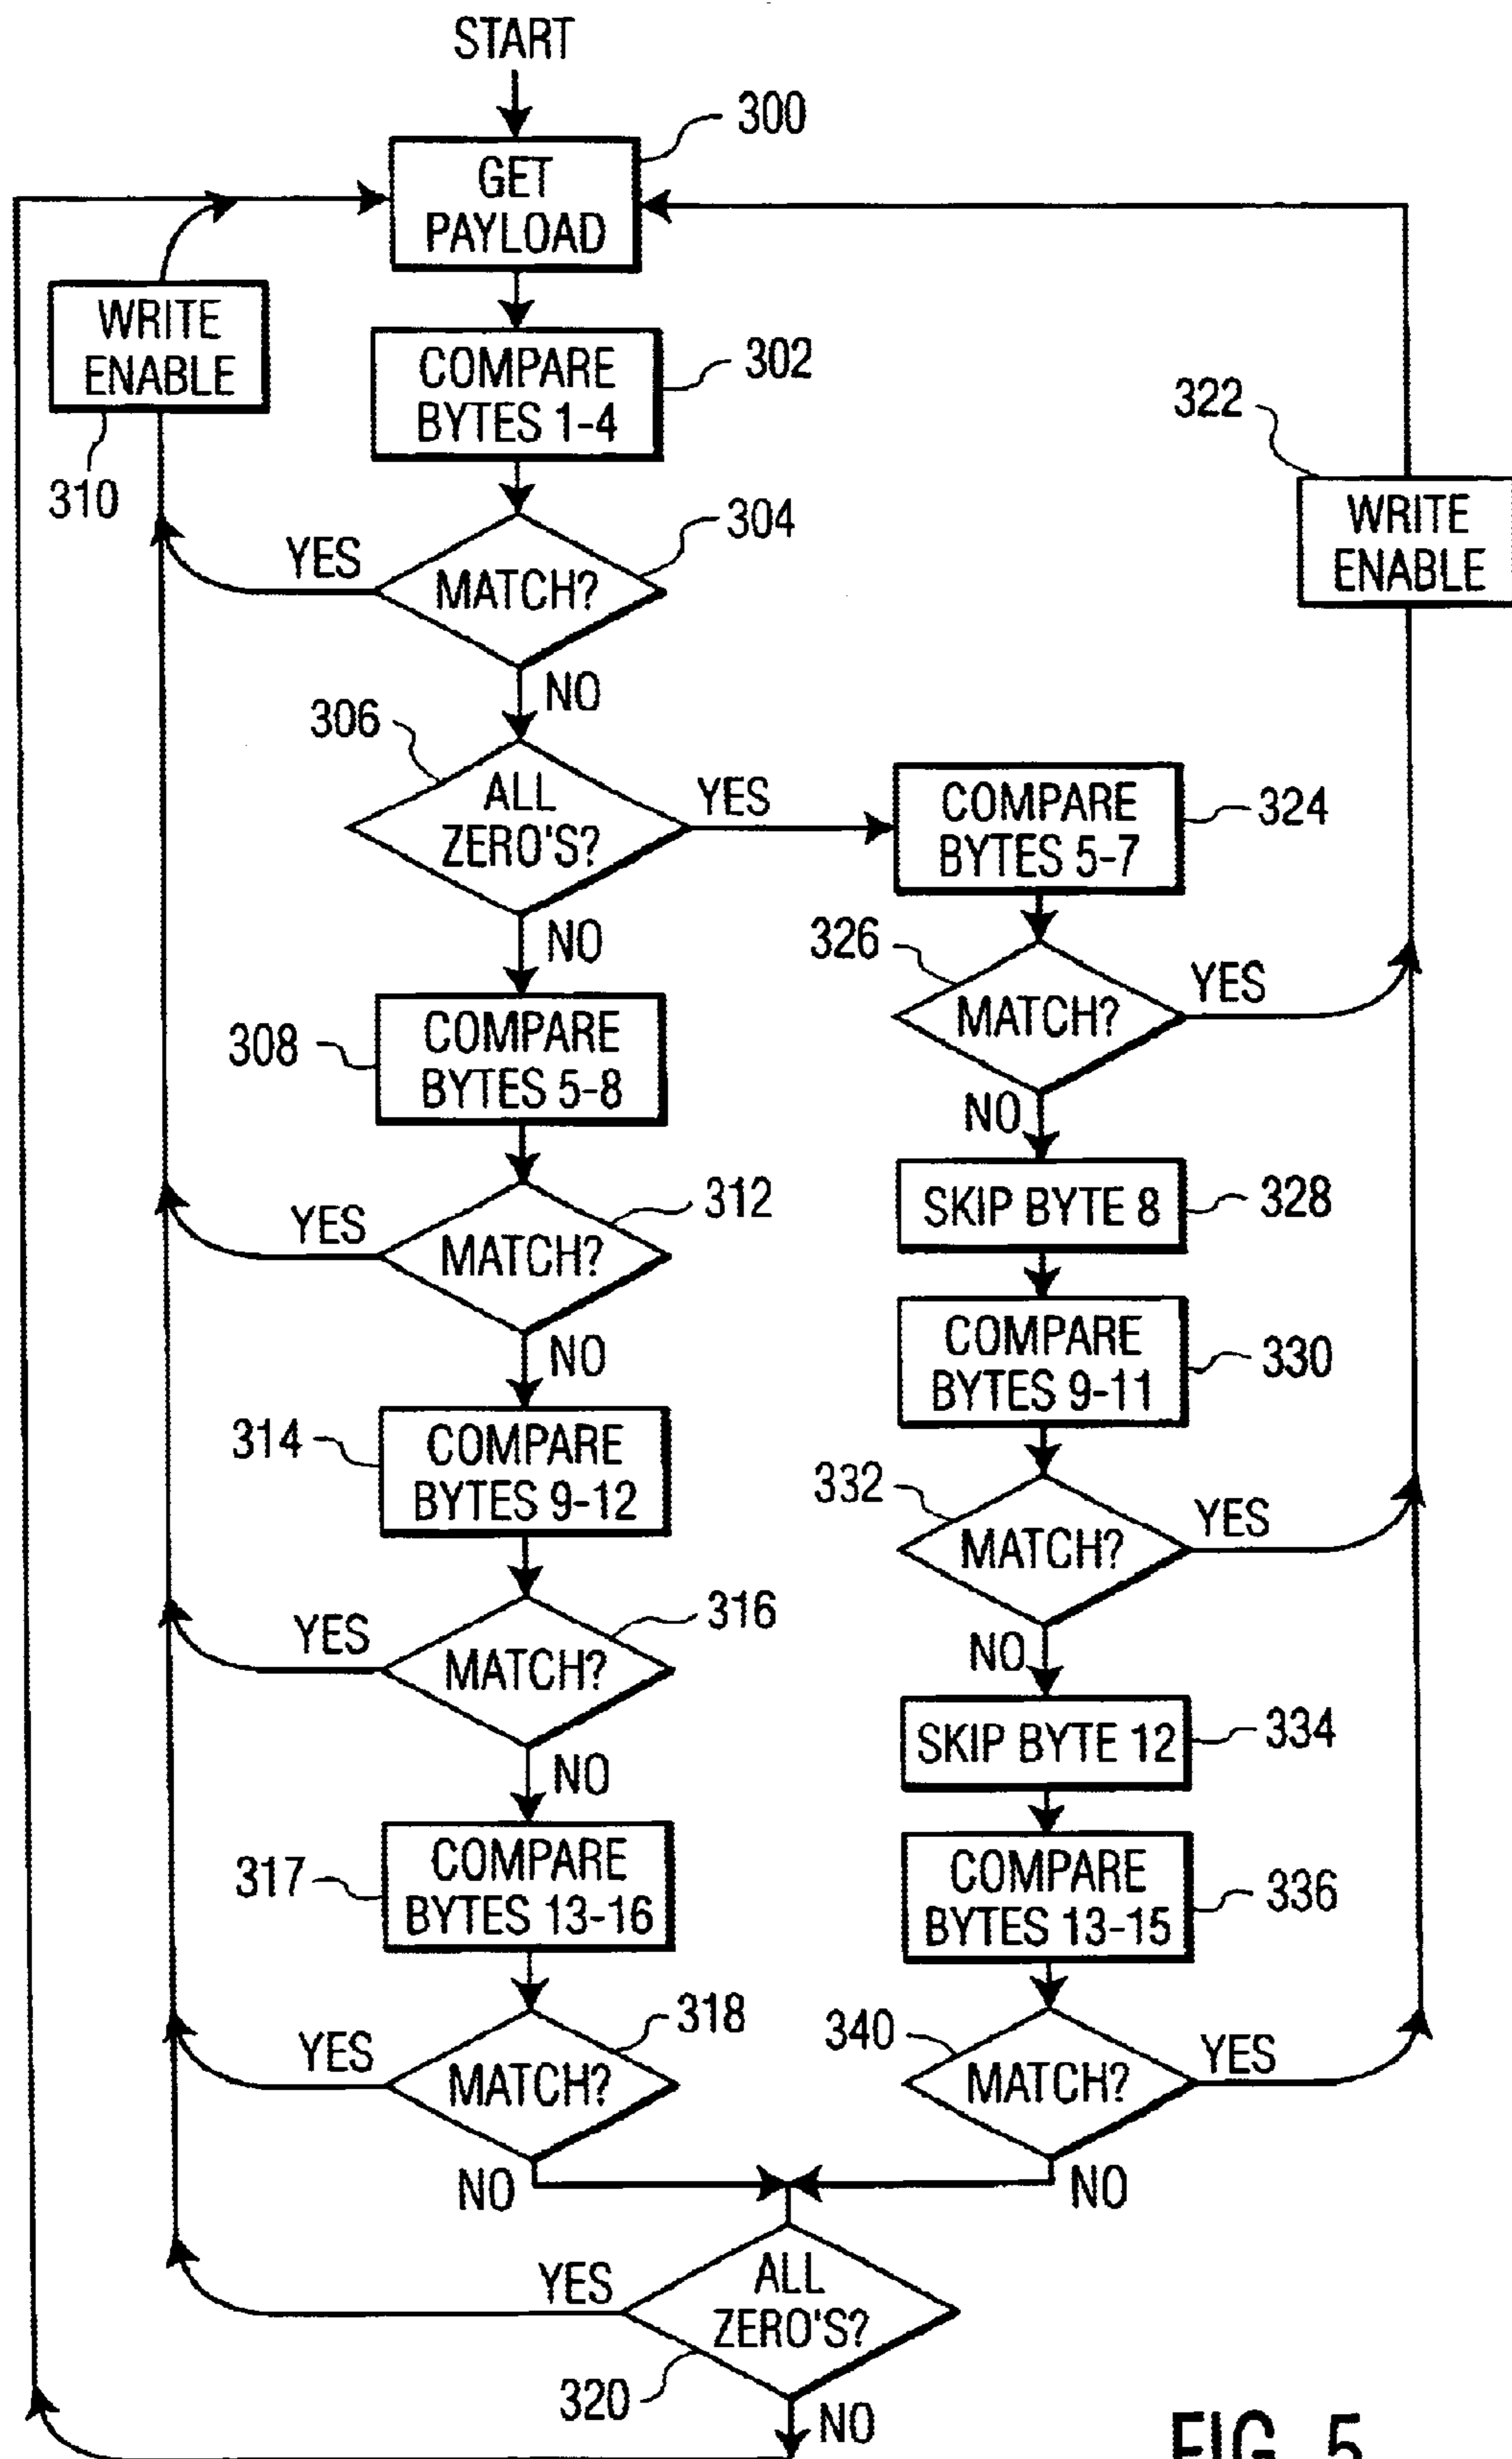 START
300
GET
PAYLOAD
WRITE
ENABLE
310
COMPARE
BYTES 1-4
302
322
WRITE
ENABLE
304
YES
MATCH?
NO
306
ALL
ZERO'S?
YES
COMPARE
BYTES 5-7
324
NO
326
MATCH?
YES
308
COMPARE
BYTES 5-8
NO
312
YES
MATCH?
SKIP BYTE 8
328
NO
COMPARE
BYTES 9-11
330
314
COMPARE
BYTES 9-12
332
MATCH?
YES
316
YES
MATCH?
NO
NO
SKIP BYTE 12
334
317
COMPARE
BYTES 13-16
COMPARE
BYTES 13-15
336
318
YES
MATCH?
340
MATCH?
YES
NO
NO
YES
ALL
ZERO'S?
320
NO
FIG. 5